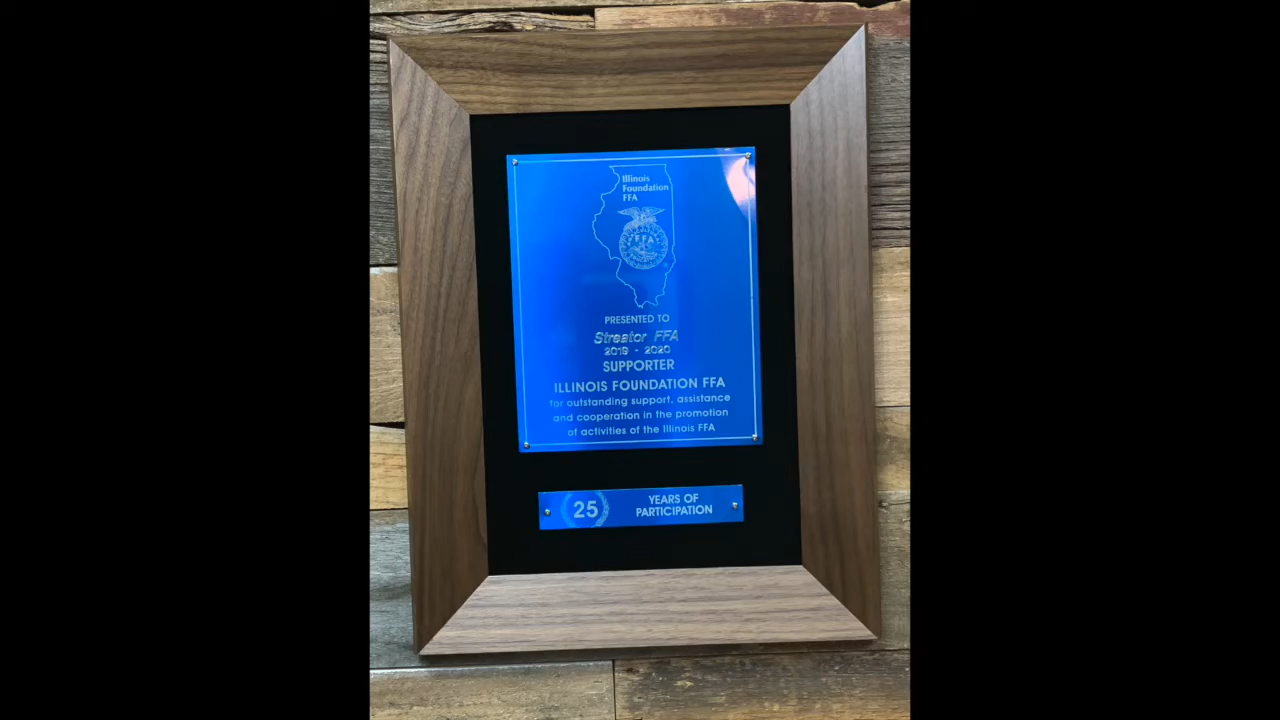 Illinois
Foundation
FFA
FFA
PRESENTED TO
Streator FFA
2019 - 2020
SUPPORTER
ILLINOIS FOUNDATION FFA
for outstanding support, assistance
and cooperation in the promotion
of activities of the Illinois FFA
25
YEARS OF
PARTICIPATION